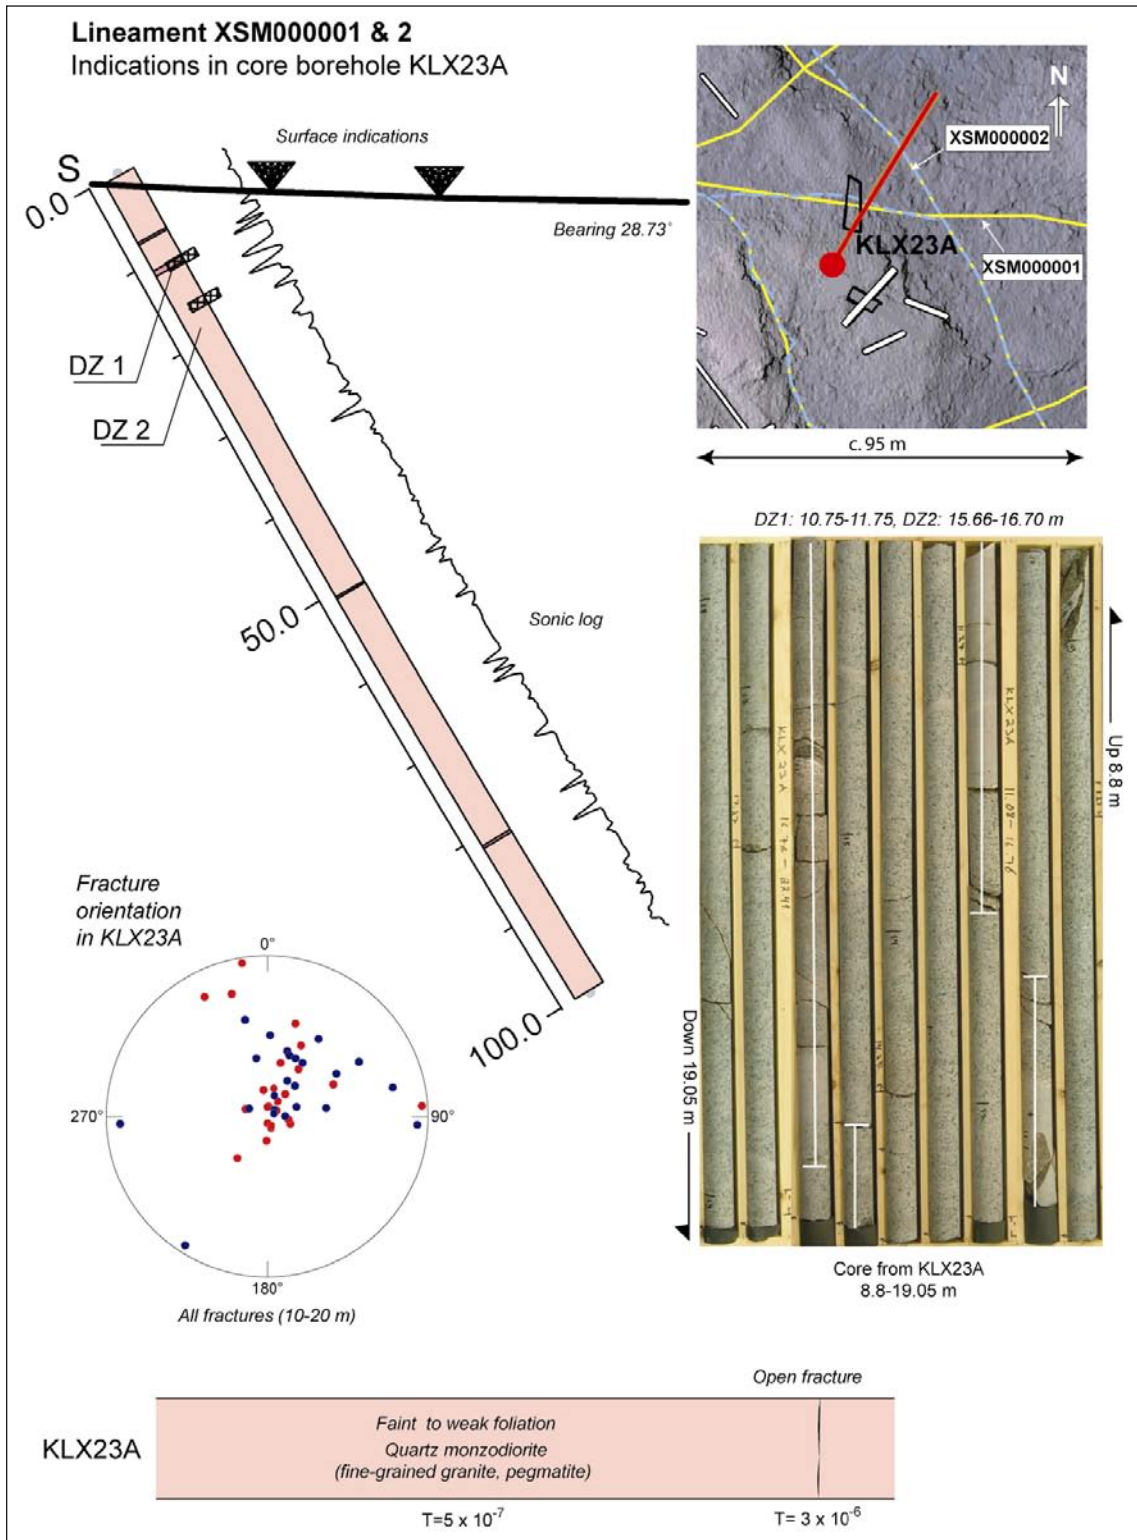 Lineament XSM000001 & 2
Indications in core borehole KLX23A
Surface indications
S
0.0
Bearing 28.73°
DZ 1
DZ 2
50.0
Sonic log
100.0
N
XSM000002
KLX23A
XSM000001
c. 95 m
DZ1: 10.75-11.75, DZ2: 15.66-16.70 m
Up 8.8 m
Down 19.05 m
KLX 23A
KLX23A
Core from KLX23A
8.8-19.05 m
Fracture
orientation
in KLX23A
0°
270°
90°
180°
All fractures (10-20 m)
Open fracture
KLX23A
Faint to weak foliation
Quartz monzodiorite
(fine-grained granite, pegmatite)
T=5 x 10⁻⁷
T= 3 x 10⁻⁶